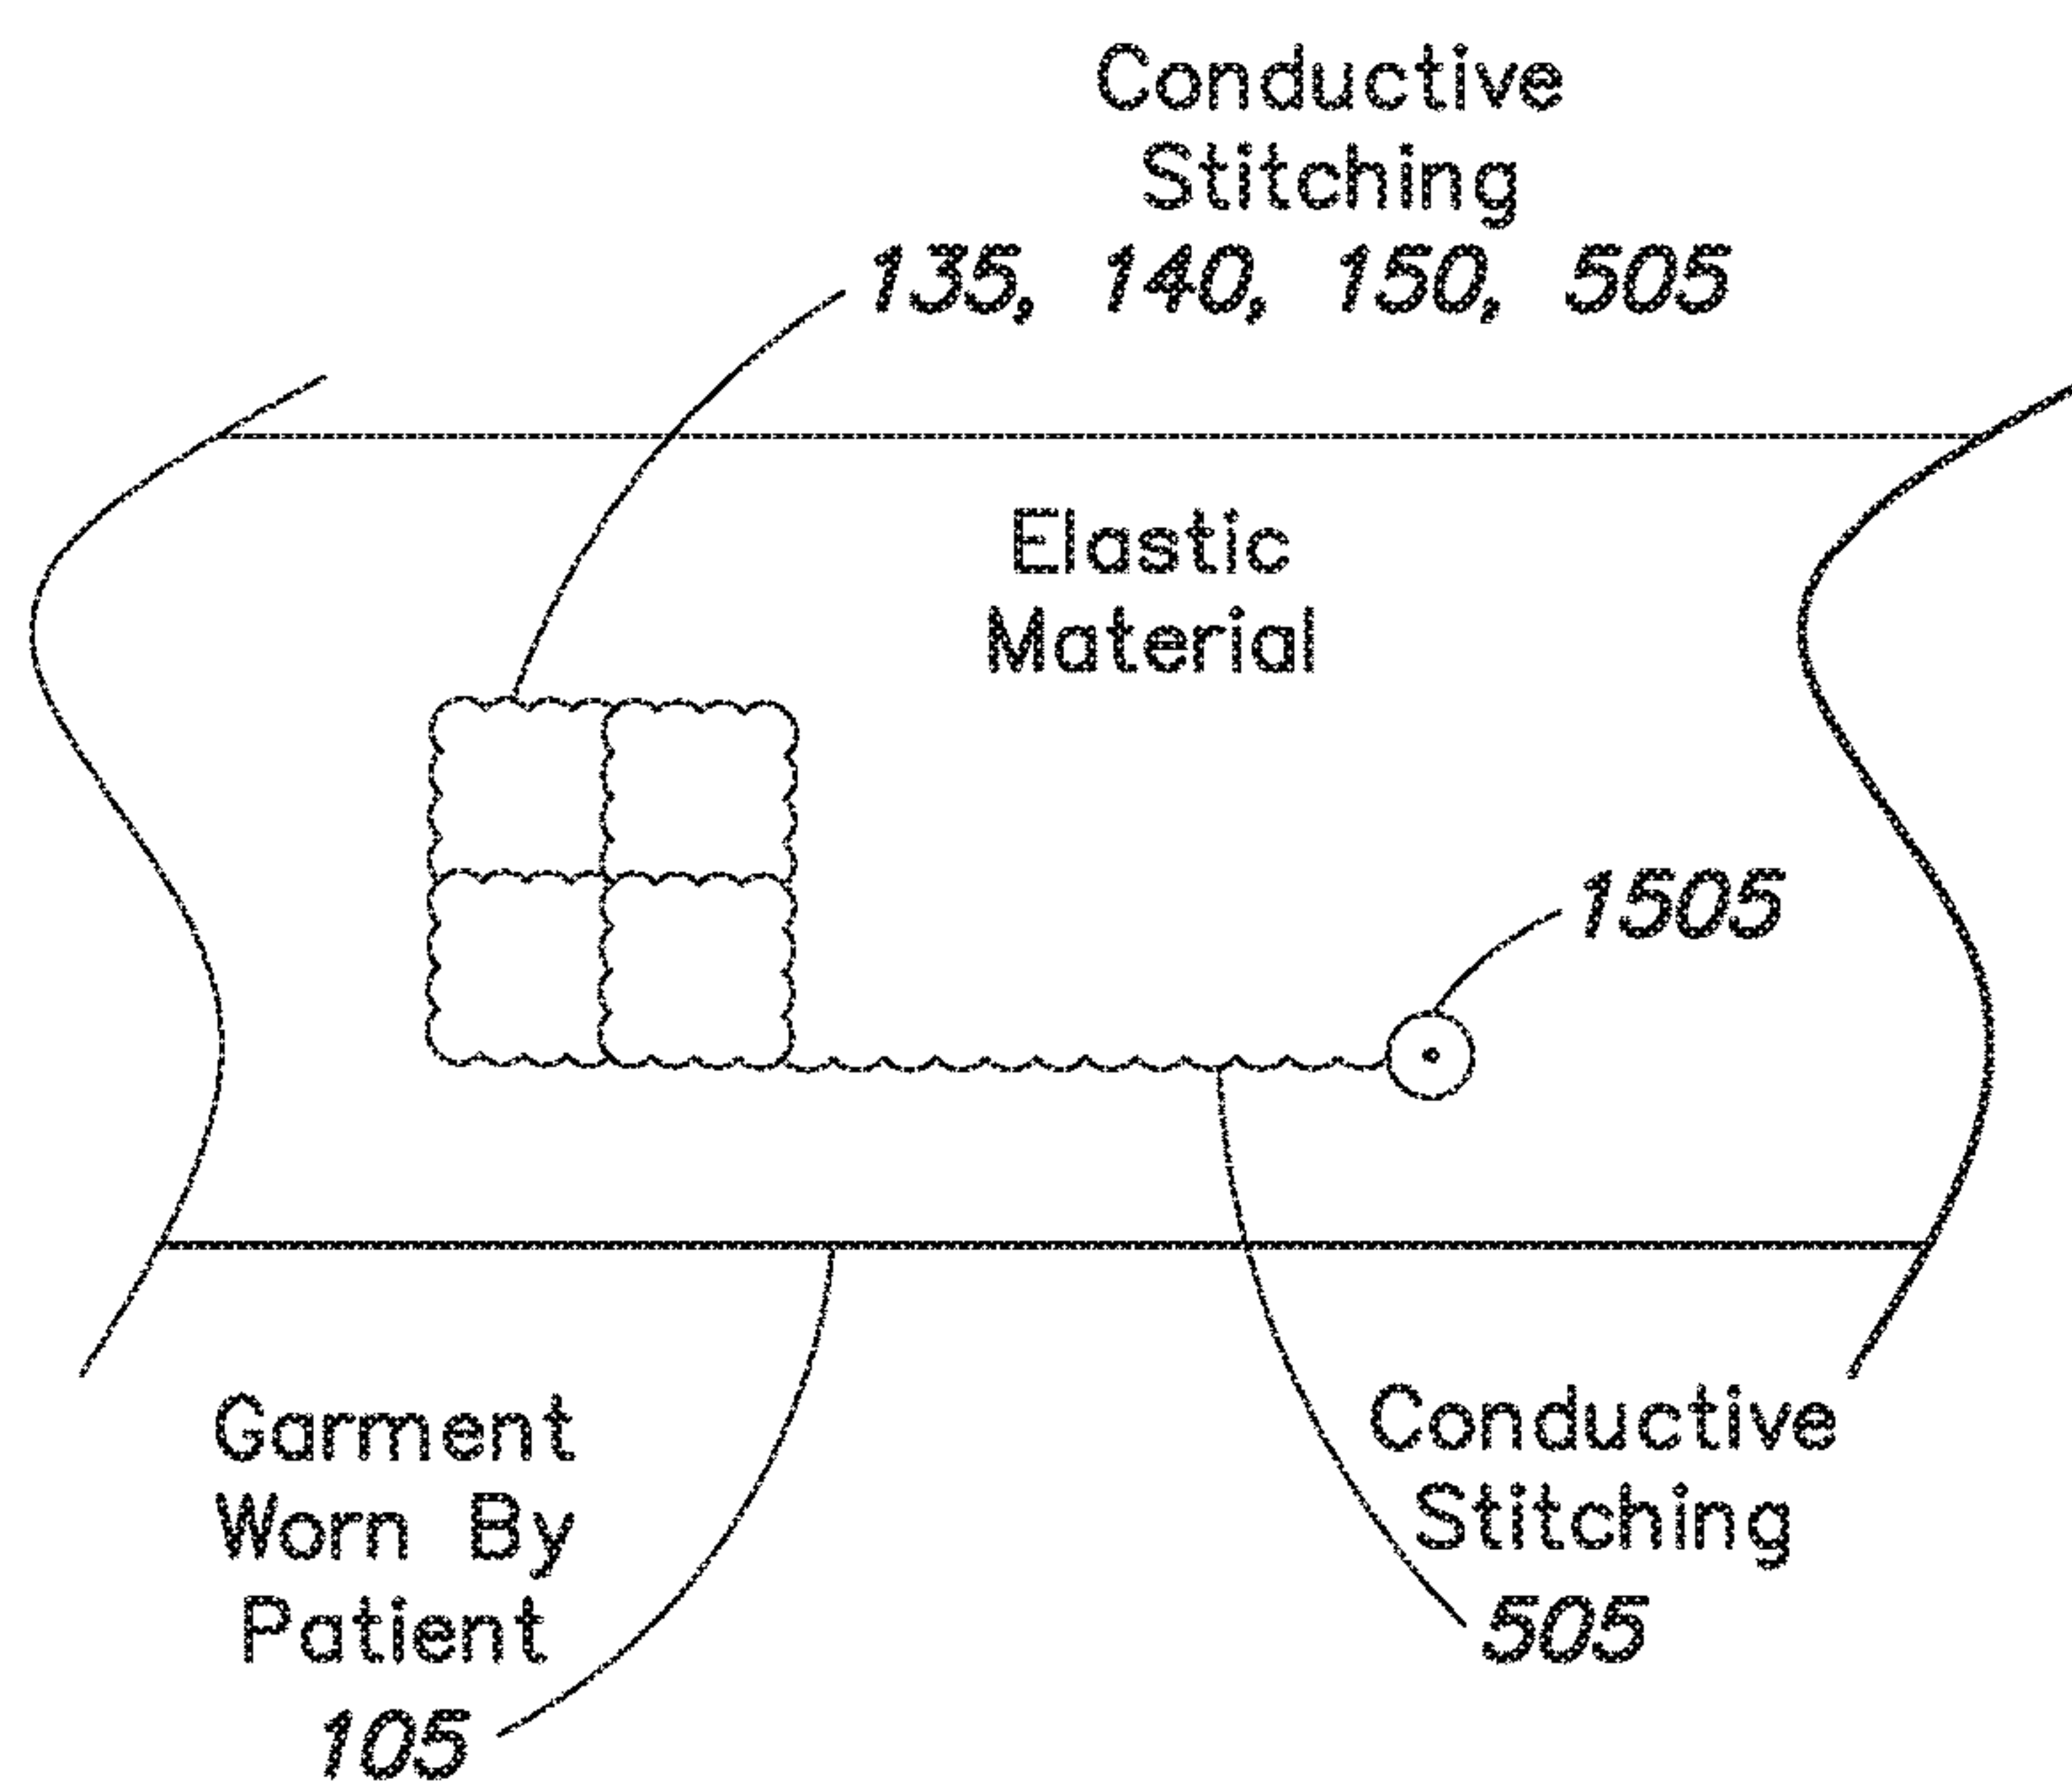 Conductive
Stitching
135, 140, 150, 505
Elastic
Material
1505
Garment
Worn By
Patient
105
Conductive
Stitching
505